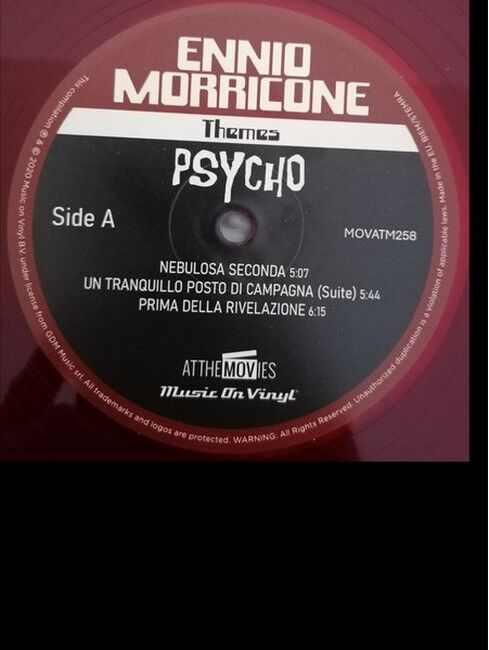 ENNIO
MORRICONE
Themes
PSYCHO
Side A
MOVATM258
NEBULOSA SECONDA 5:07
UN TRANQUILLO POSTO DI CAMPAGNA (Suite) 5:44
PRIMA DELLA RIVELAZIONE 6:15
ATTHEMOVIES
Music On Vinyl
This compilation ℗ & © 2020 Music on Vinyl B.V. under license from GDM Music srl. All trademarks and logos are protected. WARNING: All Rights Reserved. Unauthorized duplication is a violation of applicable laws. Made in the EU. BIEM/STEMRA